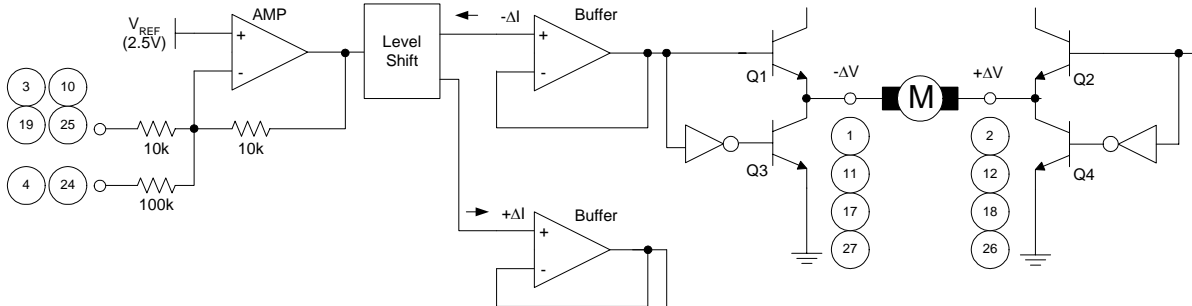 AMP
-ΔI
Buffer
V_REF
(2.5V)
+
-
Level
Shift
+
-
Q1
Q2
-ΔV
M
+ΔV
3 10
19 25
10k
10k
4 24
100k
Q3
Q4
1
11
17
27
2
12
18
26
+ΔI
Buffer
+
-